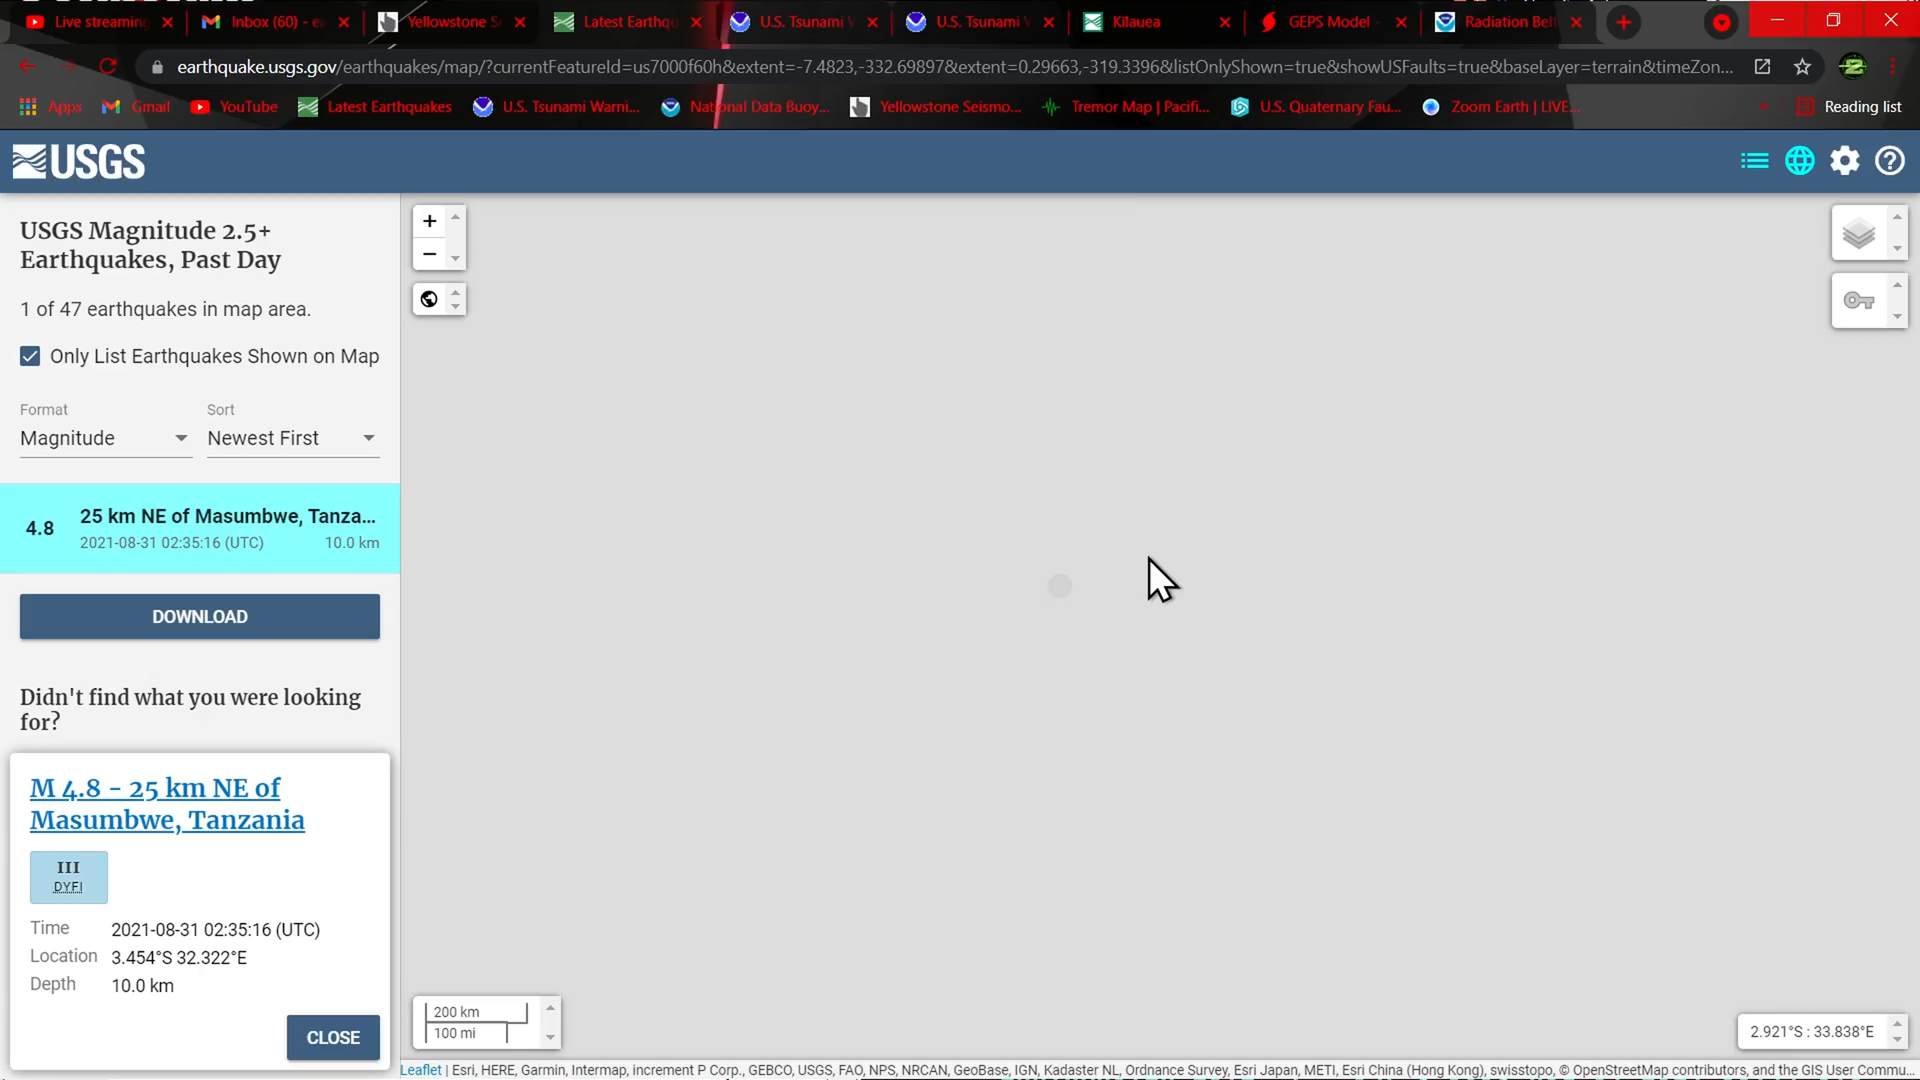 Live streaming
Inbox (60) - e
Yellowstone S
Latest Earthqu
U.S. Tsunami
U.S. Tsunami
Kilauea
GEPS Model -
Radiation Bel
earthquake.usgs.gov/earthquakes/map/?currentFeatureId=us7000f60h&extent=-7.4823,-332.69897&extent=0.29663,-319.3396&listOnlyShown=true&showUSFaults=true&baseLayer=terrain&timeZon...
Apps
Gmail
YouTube
Latest Earthquakes
U.S. Tsunami Warni...
National Data Buoy...
Yellowstone Seismo...
Tremor Map | Pacifi...
U.S. Quaternary Fau...
Zoom Earth | LIVE...
Reading list
USGS
USGS Magnitude 2.5+
Earthquakes, Past Day
1 of 47 earthquakes in map area.
Only List Earthquakes Shown on Map
Format
Sort
Magnitude
Newest First
4.8
25 km NE of Masumbwe, Tanza...
2021-08-31 02:35:16 (UTC)
10.0 km
DOWNLOAD
Didn't find what you were looking
for?
M 4.8 - 25 km NE of
Masumbwe, Tanzania
III
DYFI
Time 2021-08-31 02:35:16 (UTC)
Location 3.454°S 32.322°E
Depth 10.0 km
CLOSE
+
−
200 km
100 mi
2.921°S : 33.838°E
Leaflet | Esri, HERE, Garmin, Intermap, increment P Corp., GEBCO, USGS, FAO, NPS, NRCAN, GeoBase, IGN, Kadaster NL, Ordnance Survey, Esri Japan, METI, Esri China (Hong Kong), swisstopo, © OpenStreetMap contributors, and the GIS User Commu...